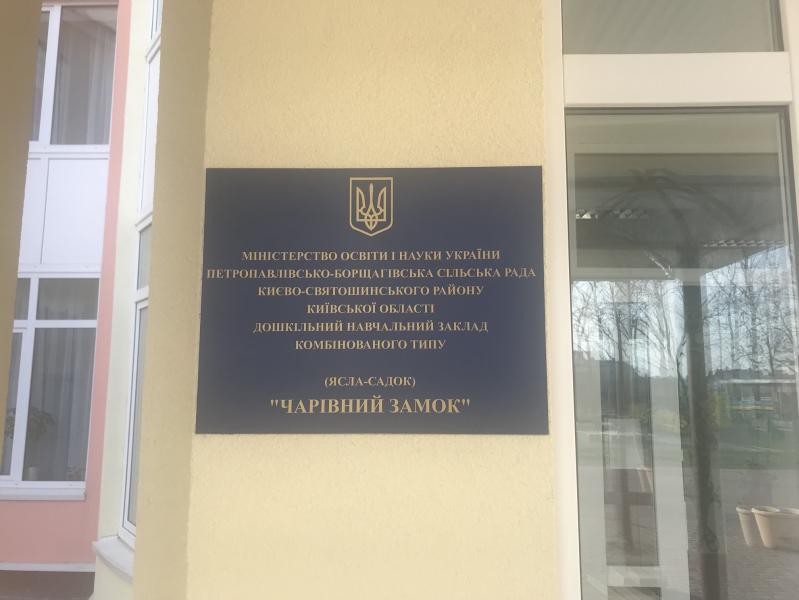 МІНІСТЕРСТВО ОСВІТИ І НАУКИ УКРАЇНИ
ПЕТРОПАВЛІВСЬКО-БОРЩАГІВСЬКА СІЛЬСЬКА РАДА
КИЄВО-СВЯТОШИНСЬКОГО РАЙОНУ
КИЇВСЬКОЇ ОБЛАСТІ
ДОШКІЛЬНИЙ НАВЧАЛЬНИЙ ЗАКЛАД
КОМБІНОВАНОГО ТИПУ
(ЯСЛА-САДОК)
"ЧАРІВНИЙ ЗАМОК"